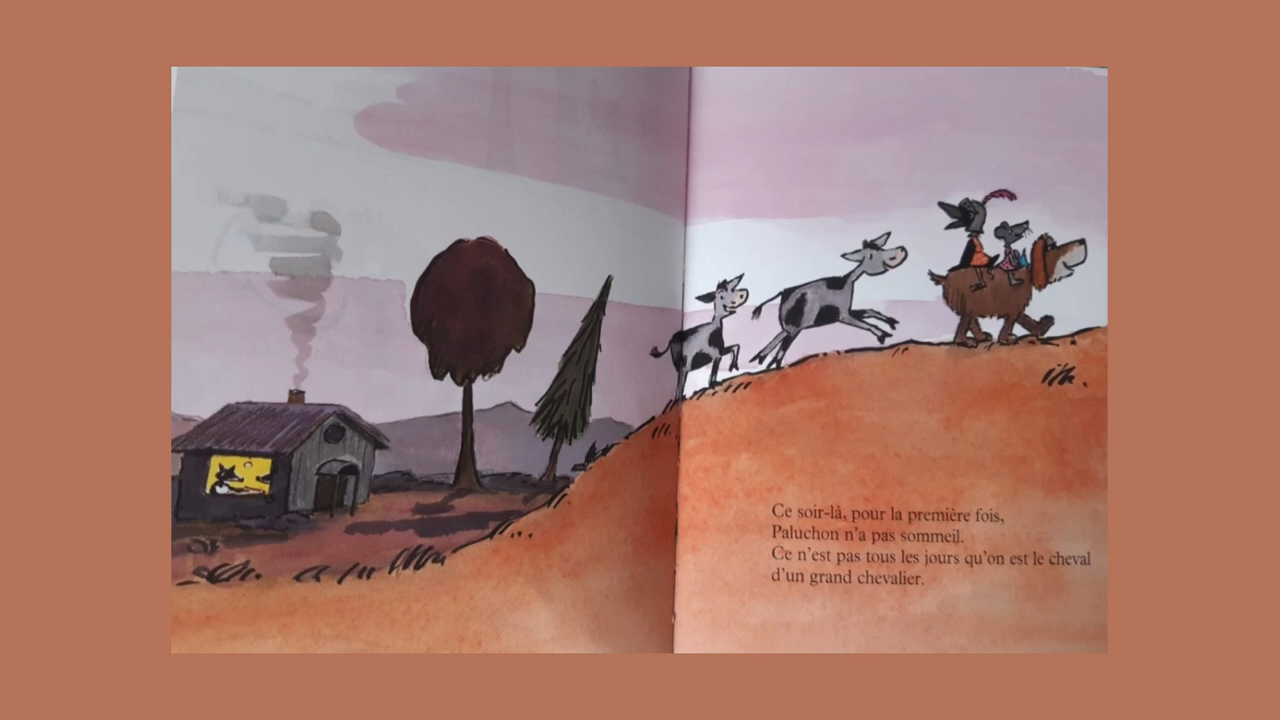 Ce soir-là, pour la première fois,
Paluchon n'a pas sommeil.
Ce n'est pas tous les jours qu'on est le cheval
d'un grand chevalier.